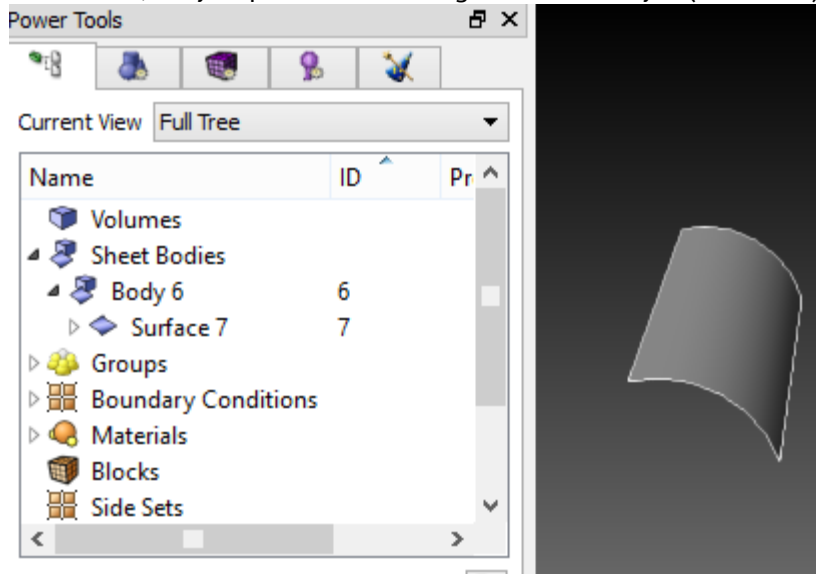 Power Tools
Current View Full Tree
Name ID Pr
Volumes
Sheet Bodies
Body 6 6
Surface 7 7
Groups
Boundary Conditions
Materials
Blocks
Side Sets